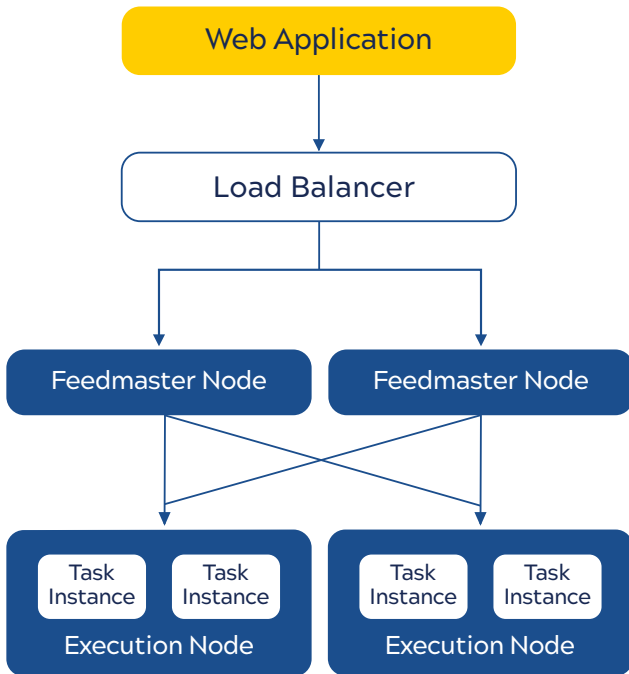 Web Application
Load Balancer
Feedmaster Node
Feedmaster Node
Task
Instance
Task
Instance
Execution Node
Task
Instance
Task
Instance
Execution Node